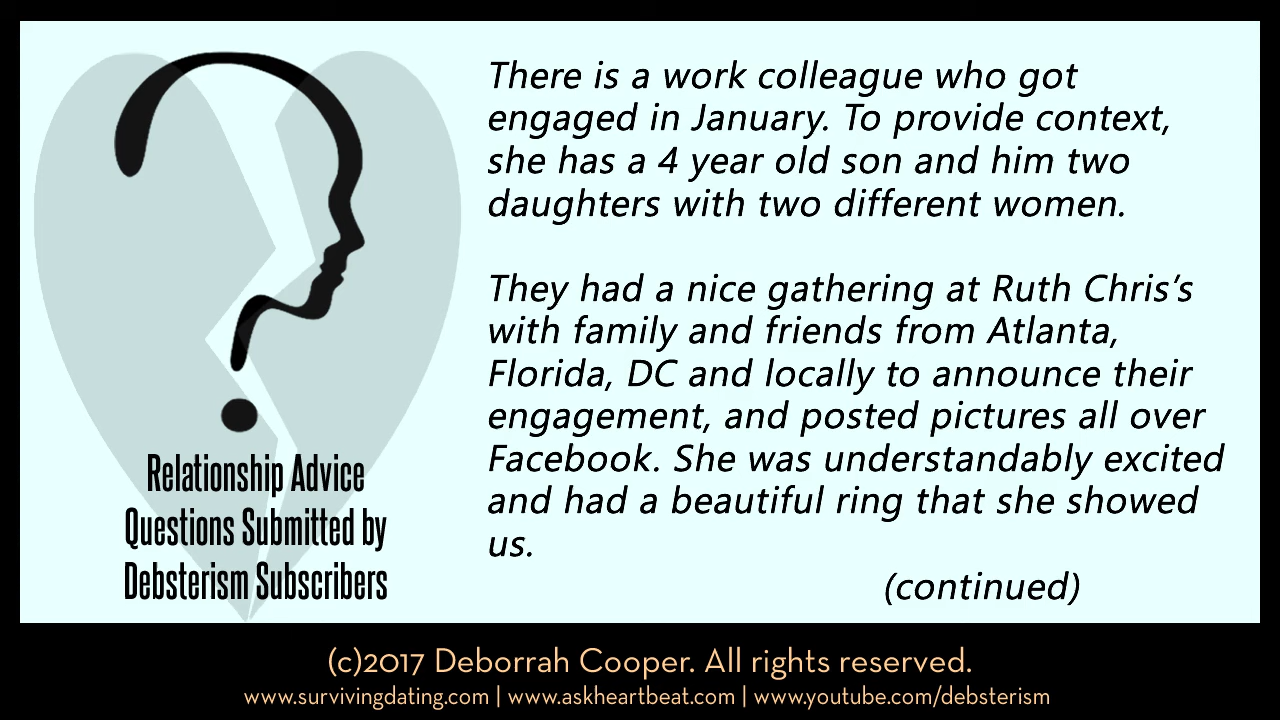 There is a work colleague who got
engaged in January. To provide context,
she has a 4 year old son and him two
daughters with two different women.
They had a nice gathering at Ruth Chris's
with family and friends from Atlanta,
Florida, DC and locally to announce their
engagement, and posted pictures all over
Facebook. She was understandably excited
and had a beautiful ring that she showed
us.
(continued)
Relationship Advice
Questions Submitted by
Debsterism Subscribers
(c)2017 Deborrah Cooper. All rights reserved.
www.survivingdating.com | www.askheartbeat.com | www.youtube.com/debsterism